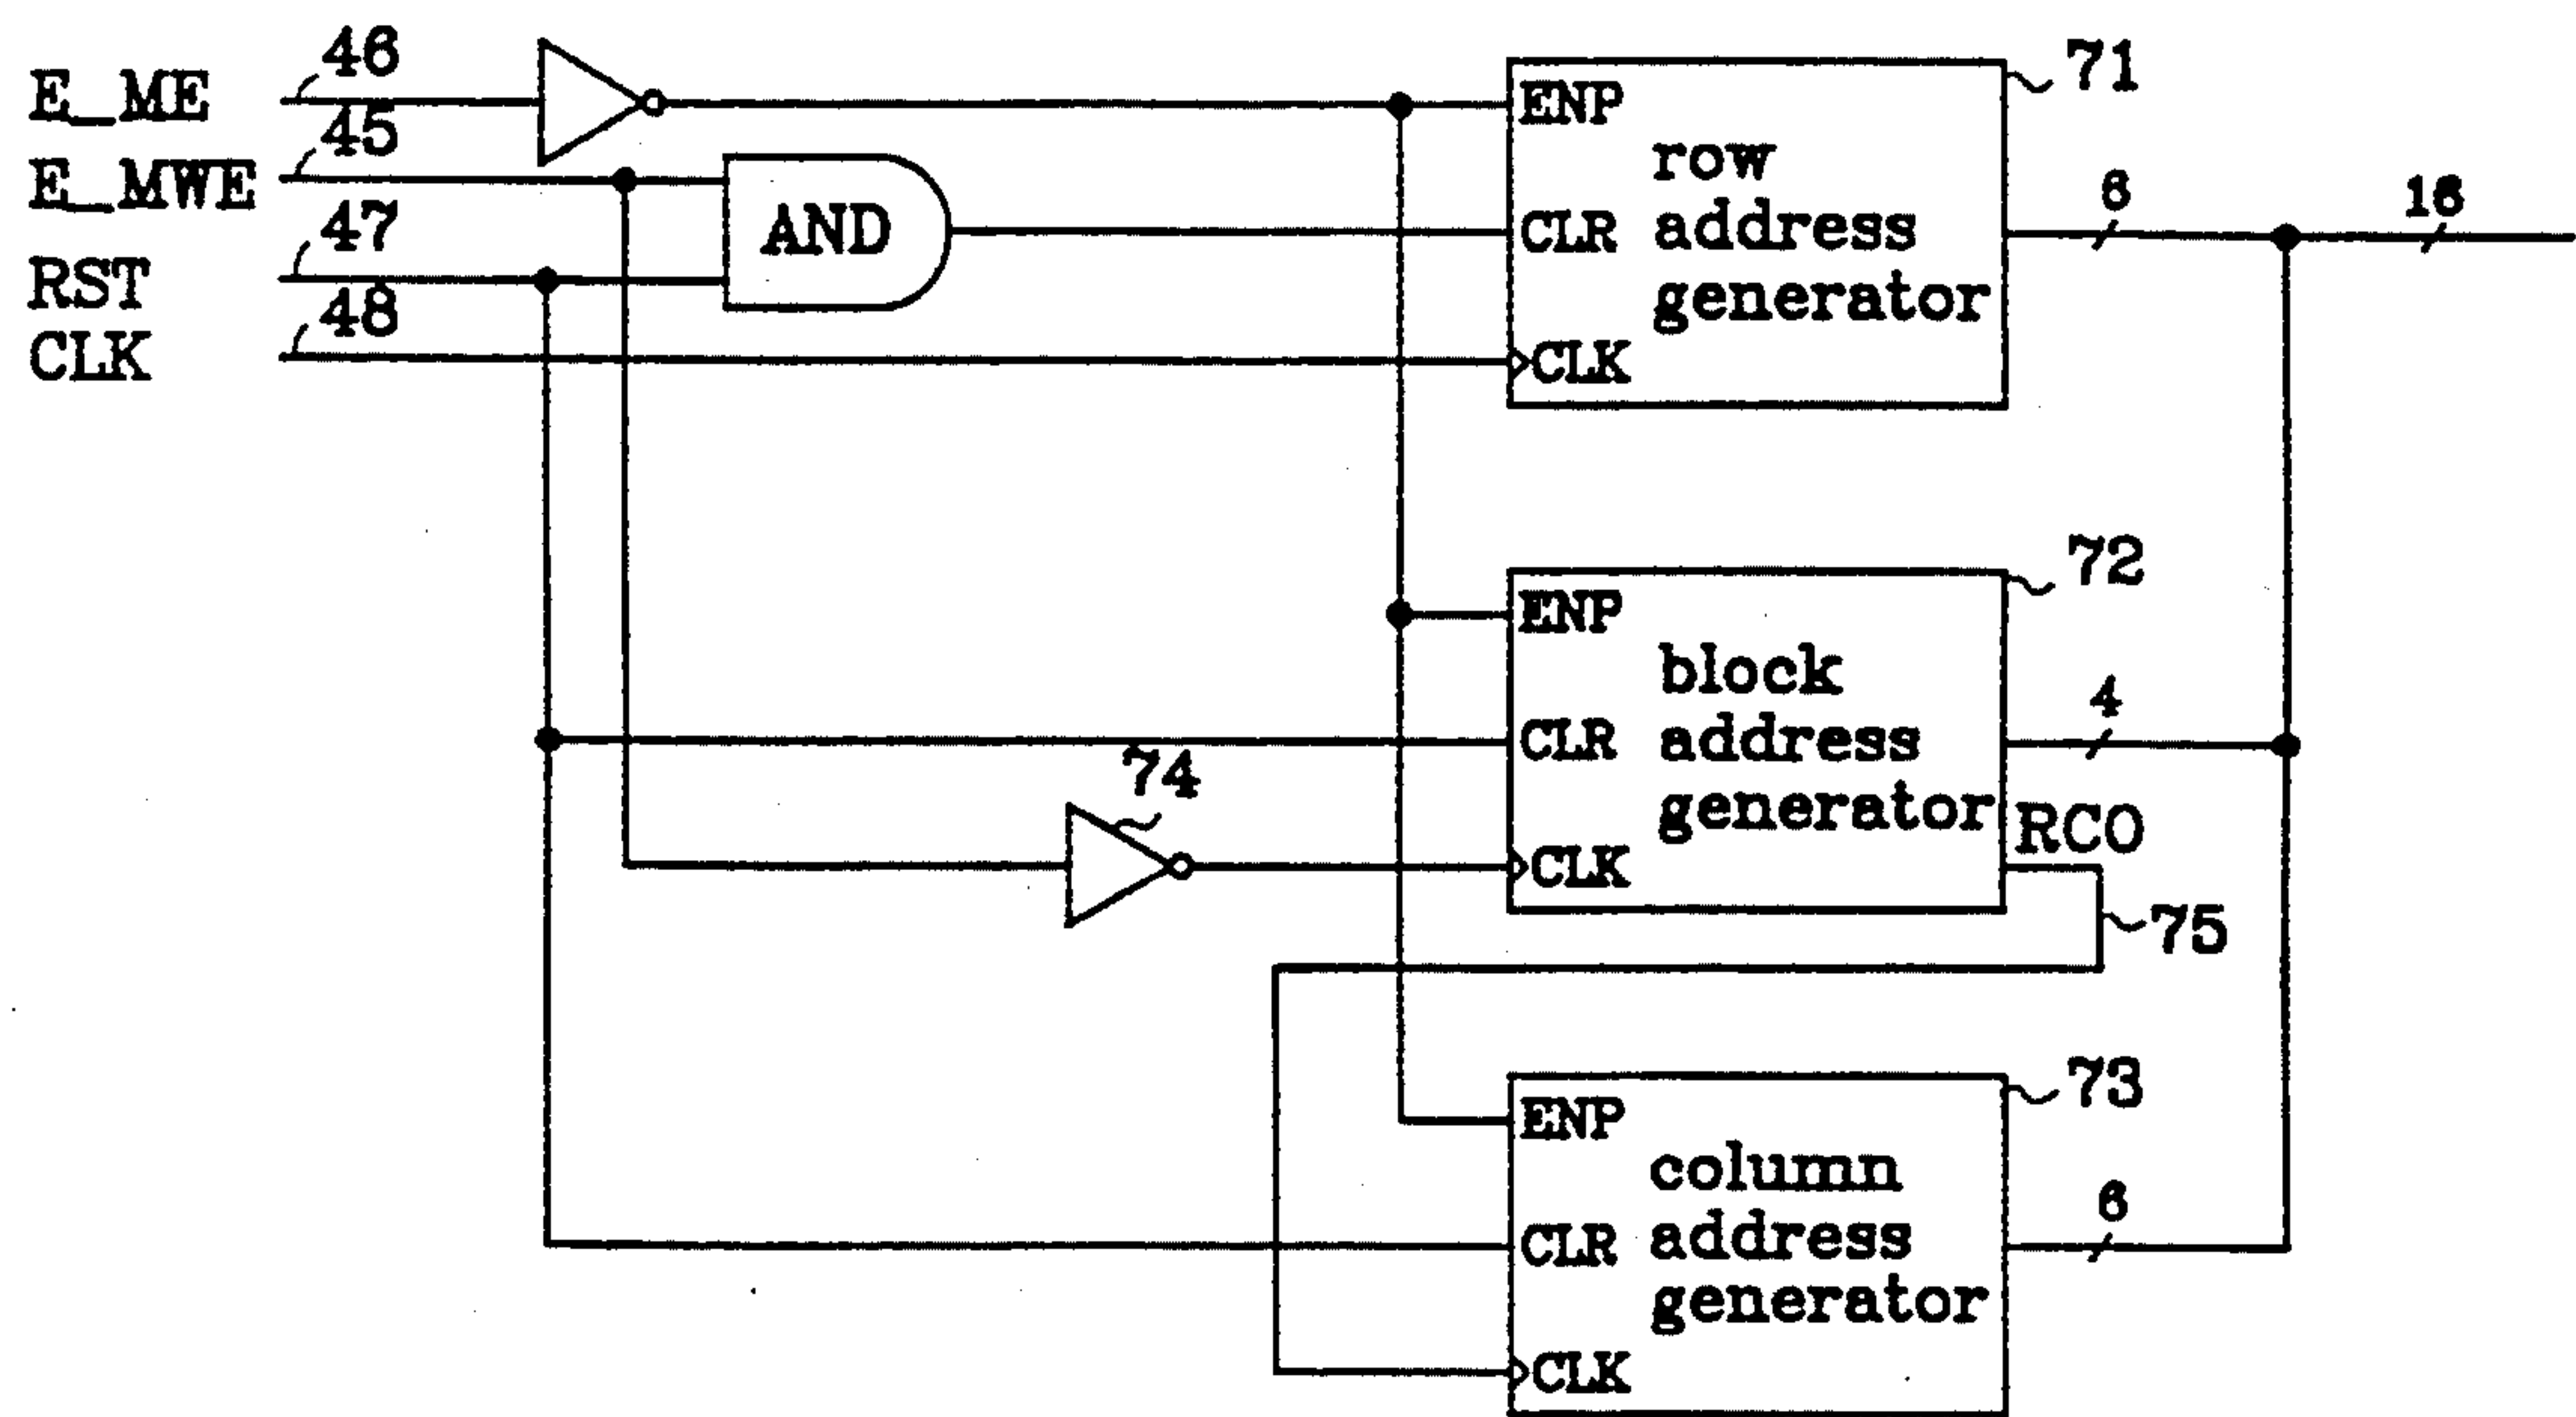 E_ME
46
E_MWE
45
RST
47
CLK
48
AND
ENP
CLR
CLK
row
address
generator
71
6
16
ENP
CLR
CLK
block
address
generator
72
4
RCO
74
75
ENP
CLR
CLK
column
address
generator
73
6